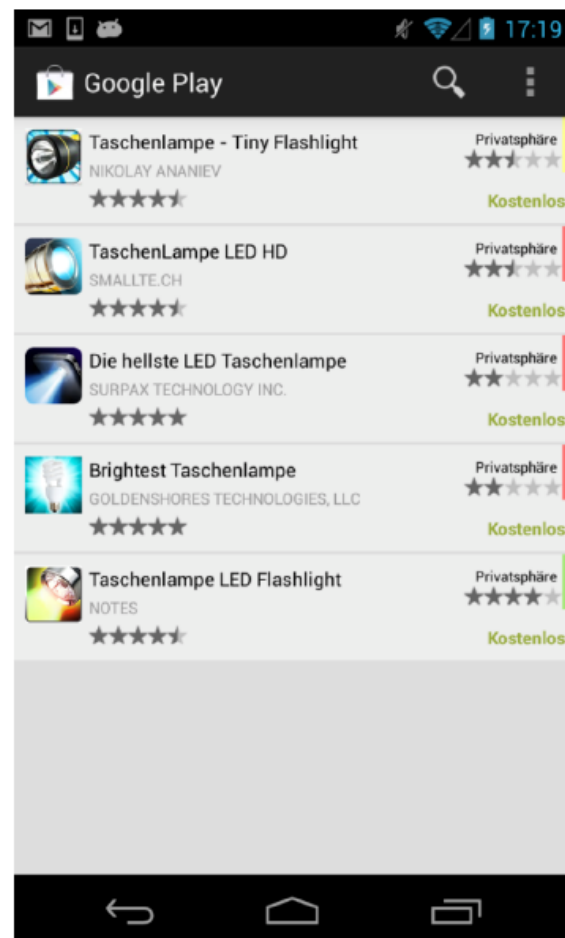 17:19
Google Play
Taschenlampe - Tiny Flashlight
Privatsphäre
NIKOLAY ANANIEV
Kostenlos
TaschenLampe LED HD
Privatsphäre
SMALLTE.CH
Kostenlos
Die hellste LED Taschenlampe
Privatsphäre
SURPAX TECHNOLOGY INC.
Kostenlos
Brightest Taschenlampe
Privatsphäre
GOLDENSHORES TECHNOLOGIES, LLC
Kostenlos
Taschenlampe LED Flashlight
Privatsphäre
NOTES
Kostenlos